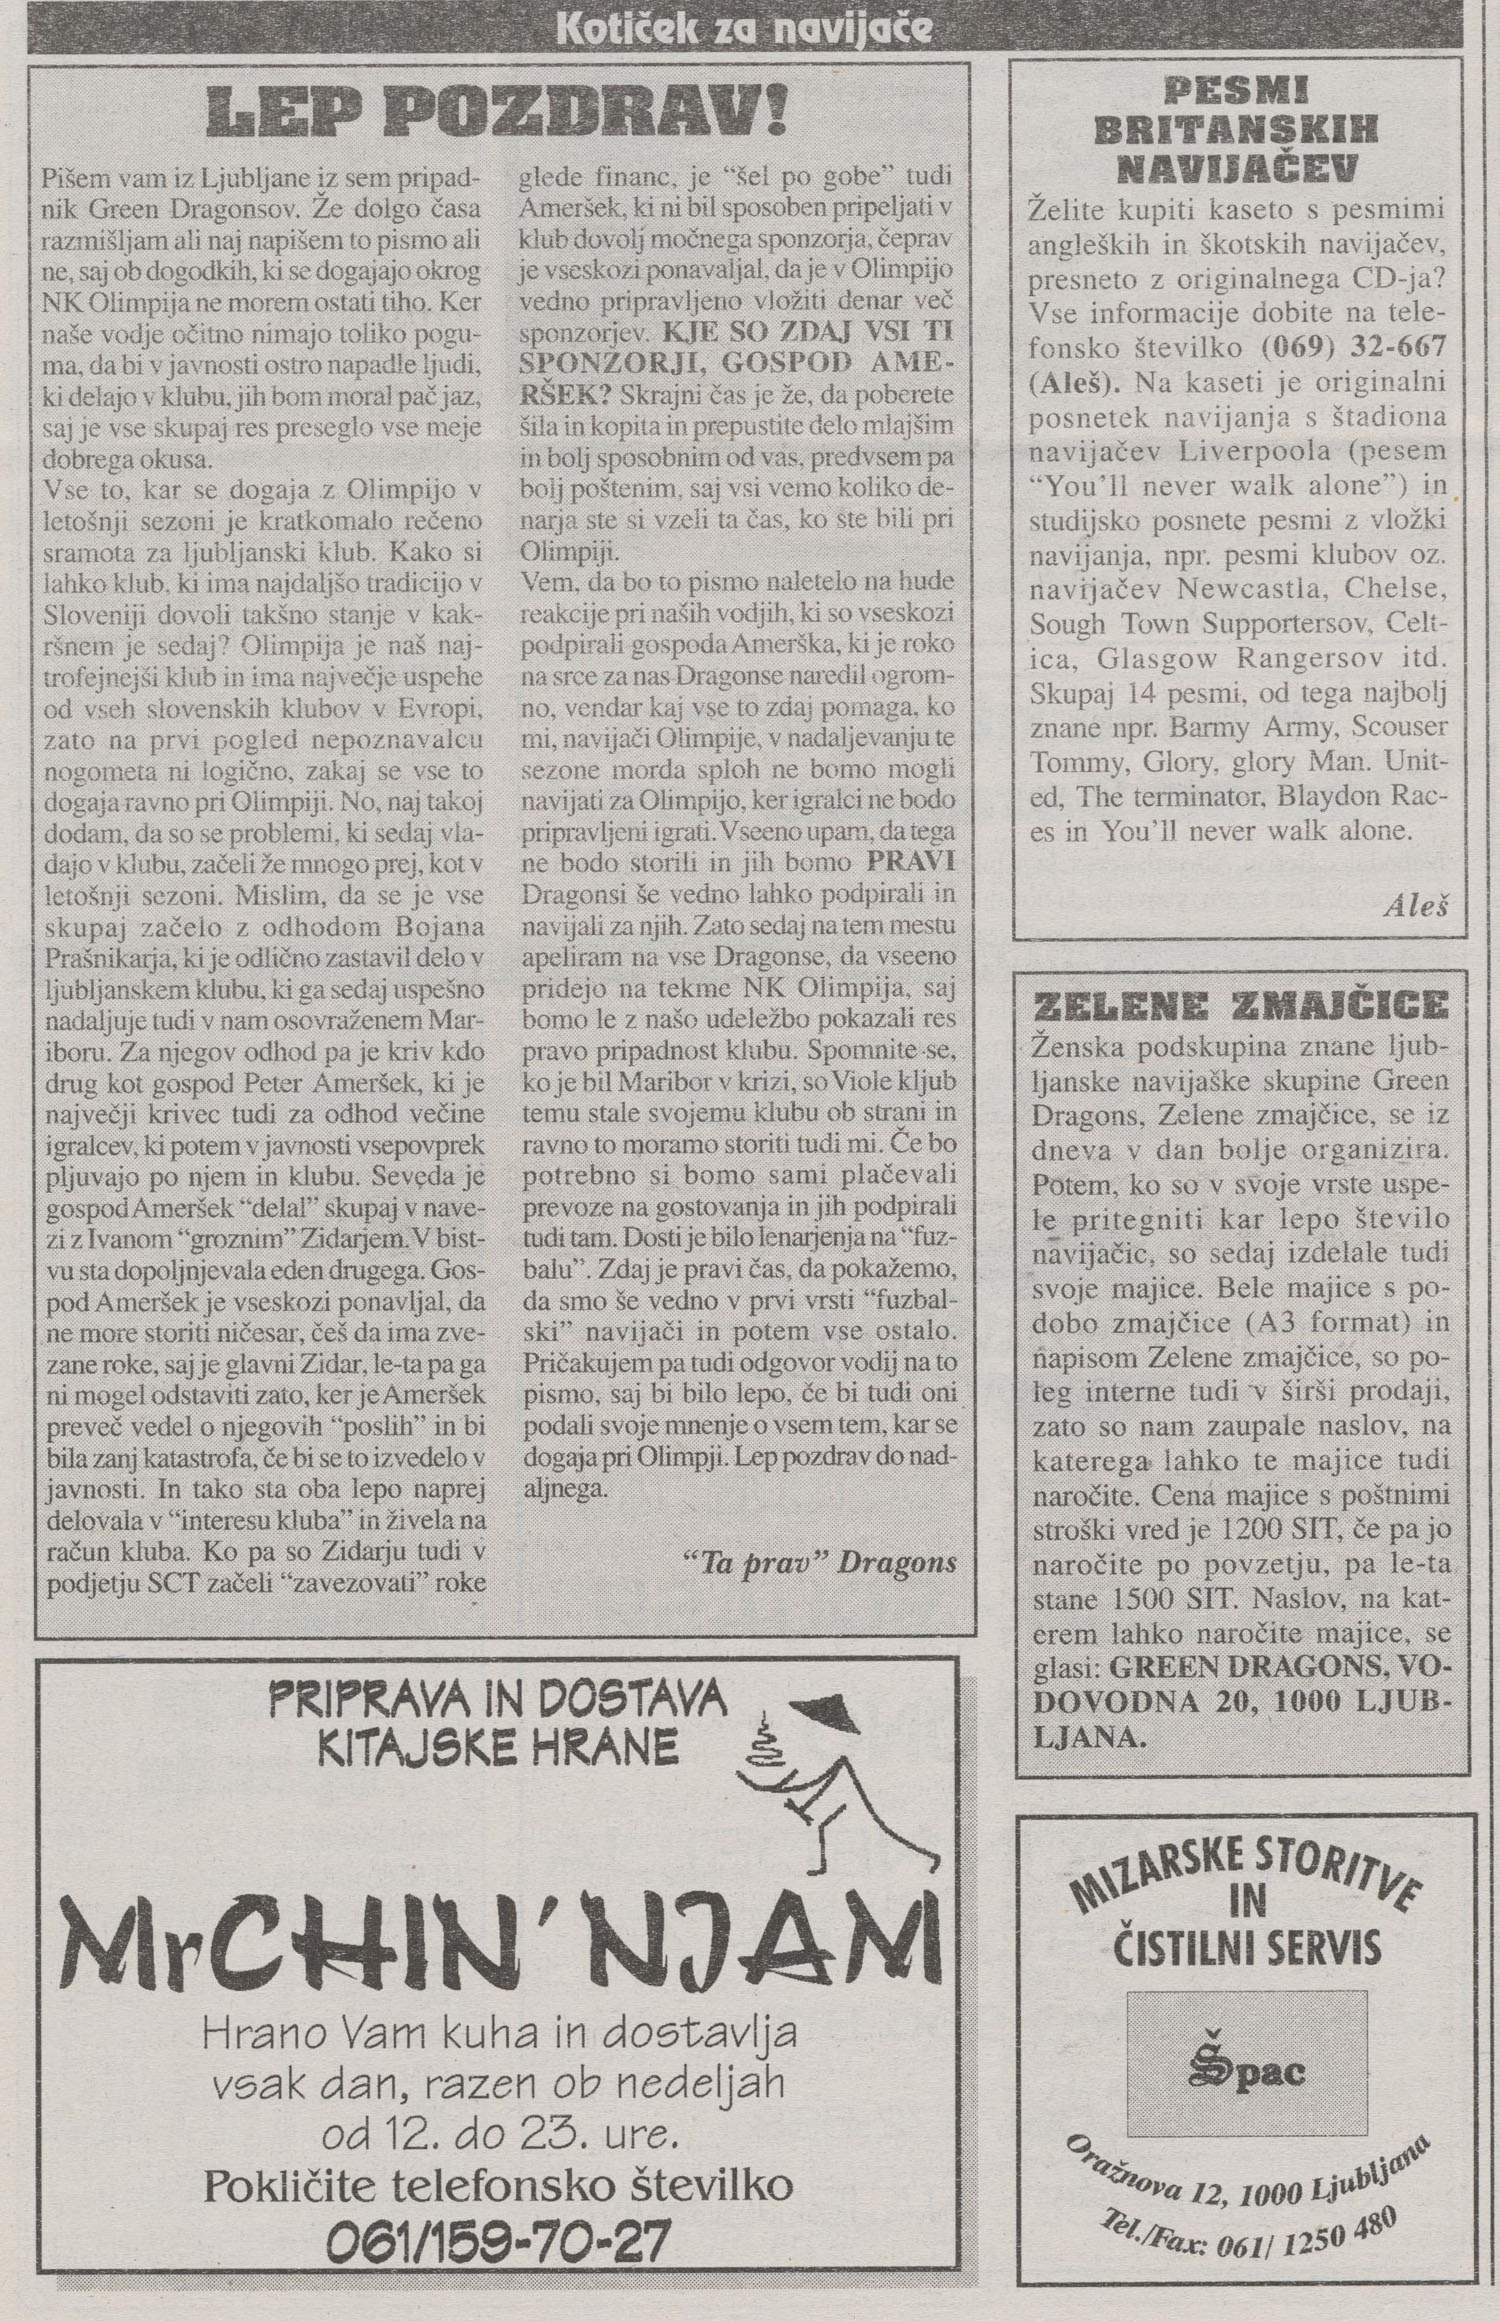 Kotiček za navijače
LEP POZDRAV!
Pišem vam iz Ljubljane iz sem pripad-
nik Green Dragonsov. Že dolgo časa
razmišljam ali naj napišem to pismo ali
ne, saj ob dogodkih, ki se dogajajo okrog
NK Olimpija ne morem ostati tiho. Ker
naše vodje očitno nimajo toliko pogu-
ma, da bi v javnosti ostro napadle ljudi,
ki delajo v klubu, jih bom moral pač jaz,
saj je vse skupaj res preseglo vse meje
dobrega okusa.
Vse to, kar se dogaja z Olimpijo v
letošnji sezoni je kratkomalo rečeno
sramota za ljubljanski klub. Kako si
lahko klub, ki ima najdaljšo tradicijo v
Sloveniji dovoli takšno stanje v kak-
ršnem je sedaj? Olimpija je naš naj-
trofejnejši klub in ima največje uspehe
od vseh slovenskih klubov v Evropi,
zato na prvi pogled nepoznavalcu
nogometa ni logično, zakaj se vse to
dogaja ravno pri Olimpiji. No, naj takoj
dodam, da so se problemi, ki sedaj vla-
dajo v klubu, začeli že mnogo prej, kot v
letošnji sezoni. Mislim, da se je vse
skupaj začelo z odhodom Bojana
Prašnikarja, ki je odlično zastavil delo v
ljubljanskem klubu, ki ga sedaj uspešno
nadaljuje tudi v nam osovraženem Mar-
iboru. Za njegov odhod pa je kriv kdo
drug kot gospod Peter Ameršek, ki je
največji krivec tudi za odhod večine
igralcev, ki potem v javnosti vsepovprek
pljuvajo po njem in klubu. Seveda je
gospod Ameršek “delal” skupaj v nave-
zi z Ivanom “groznim” Zidarjem. V bist-
vu sta dopoljnjevala eden drugega. Gos-
pod Ameršek je vseskozi ponavljal, da
ne more storiti ničesar, češ da ima zve-
zane roke, saj je glavni Zidar, le-ta pa ga
ni mogel odstaviti zato, ker je Ameršek
preveč vedel o njegovih “poslih” in bi
bila zanj katastrofa, če bi se to izvedelo v
javnosti. In tako sta oba lepo naprej
delovala v “interesu kluba” in živela na
račun kluba. Ko pa so Zidarju tudi v
podjetju SCT začeli “zavezovati” roke
glede financ, je “šel po gobe” tudi
Ameršek, ki ni bil sposoben pripeljati v
klub dovolj močnega sponzorja, čeprav
je vseskozi ponavaljal, da je v Olimpijo
vedno pripravljeno vložiti denar več
sponzorjev. KJE SO ZDAJ VSI TI
SPONZORJI, GOSPOD AME-
RŠEK? Skrajni čas je že, da poberete
šila in kopita in prepustite delo mlajšim
in bolj sposobnim od vas, predvsem pa
bolj poštenim, saj vsi vemo koliko de-
narja ste si vzeli ta čas, ko ste bili pri
Olimpiji.
Vem, da bo to pismo naletelo na hude
reakcije pri naših vodjih, ki so vseskozi
podpirali gospoda Amerška, ki je roko
na srce za nas Dragonse naredil ogrom-
no, vendar kaj vse to zdaj pomaga, ko
mi, navijači Olimpije, v nadaljevanju te
sezone morda sploh ne bomo mogli
navijati za Olimpijo, ker igralci ne bodo
pripravljeni igrati. Vseeno upam, da tega
ne bodo storili in jih bomo PRAVI
Dragonsi še vedno lahko podpirali in
navijali za njih. Zato sedaj na tem mestu
apeliram na vse Dragonse, da vseeno
pridejo na tekme NK Olimpija, saj
bomo le z našo udeležbo pokazali res
pravo pripadnost klubu. Spomnite se,
ko je bil Maribor v krizi, so Viole kljub
temu stale svojemu klubu ob strani in
ravno to moramo storiti tudi mi. Če bo
potrebno si bomo sami plačevali
prevoze na gostovanja in jih podpirali
tudi tam. Dosti je bilo lenarjenja na “fuz-
balu”. Zdaj je pravi čas, da pokažemo,
da smo še vedno v prvi vrsti “fuzbal-
ski” navijači in potem vse ostalo.
Pričakujem pa tudi odgovor vodij na to
pismo, saj bi bilo lepo, če bi tudi oni
podali svoje mnenje o vsem tem, kar se
dogaja pri Olimpji. Lep pozdrav do nad-
aljnega.
“Ta prav” Dragons
PESMI
BRITANSKIH
NAVIJAČEV
Želite kupiti kaseto s pesmimi
angleških in škotskih navijačev,
presneto z originalnega CD-ja?
Vse informacije dobite na tele-
fonsko številko (069) 32-667
(Aleš). Na kaseti je originalni
posnetek navijanja s štadiona
navijačev Liverpoola (pesem
“You’ll never walk alone”) in
studijsko posnete pesmi z vložki
navijanja, npr. pesmi klubov oz.
navijačev Newcastla, Chelse,
Sough Town Supportersov, Celt-
ica, Glasgow Rangersov itd.
Skupaj 14 pesmi, od tega najbolj
znane npr. Barmy Army, Scouser
Tommy, Glory, glory Man. Unit-
ed, The terminator, Blaydon Rac-
es in You’ll never walk alone.
Aleš
ZELENE ZMAJČICE
Ženska podskupina znane ljub-
ljanske navijaške skupine Green
Dragons, Zelene zmajčice, se iz
dneva v dan bolje organizira.
Potem, ko so v svoje vrste uspe-
le pritegniti kar lepo število
navijačic, so sedaj izdelale tudi
svoje majice. Bele majice s po-
dobo zmajčice (A3 format) in
napisom Zelene zmajčice, so po-
leg interne tudi v širši prodaji,
zato so nam zaupale naslov, na
katerega lahko te majice tudi
naročite. Cena majice s poštnimi
stroški vred je 1200 SIT, če pa jo
naročite po povzetju, pa le-ta
stane 1500 SIT. Naslov, na kat-
erem lahko naročite majice, se
glasi: GREEN DRAGONS, VO-
DOVODNA 20, 1000 LJUB-
LJANA.
PRIPRAVA IN DOSTAVA
KITAJSKE HRANE
MrCHIN´NJAM
Hrano Vam kuha in dostavlja
vsak dan, razen ob nedeljah
od 12. do 23. ure.
Pokličite telefonsko številko
061/159-70-27
MIZARSKE STORITVE
IN
ČISTILNI SERVIS
Špac
Oražnova 12, 1000 Ljubljana
Tel./Fax: 061/ 1250 480